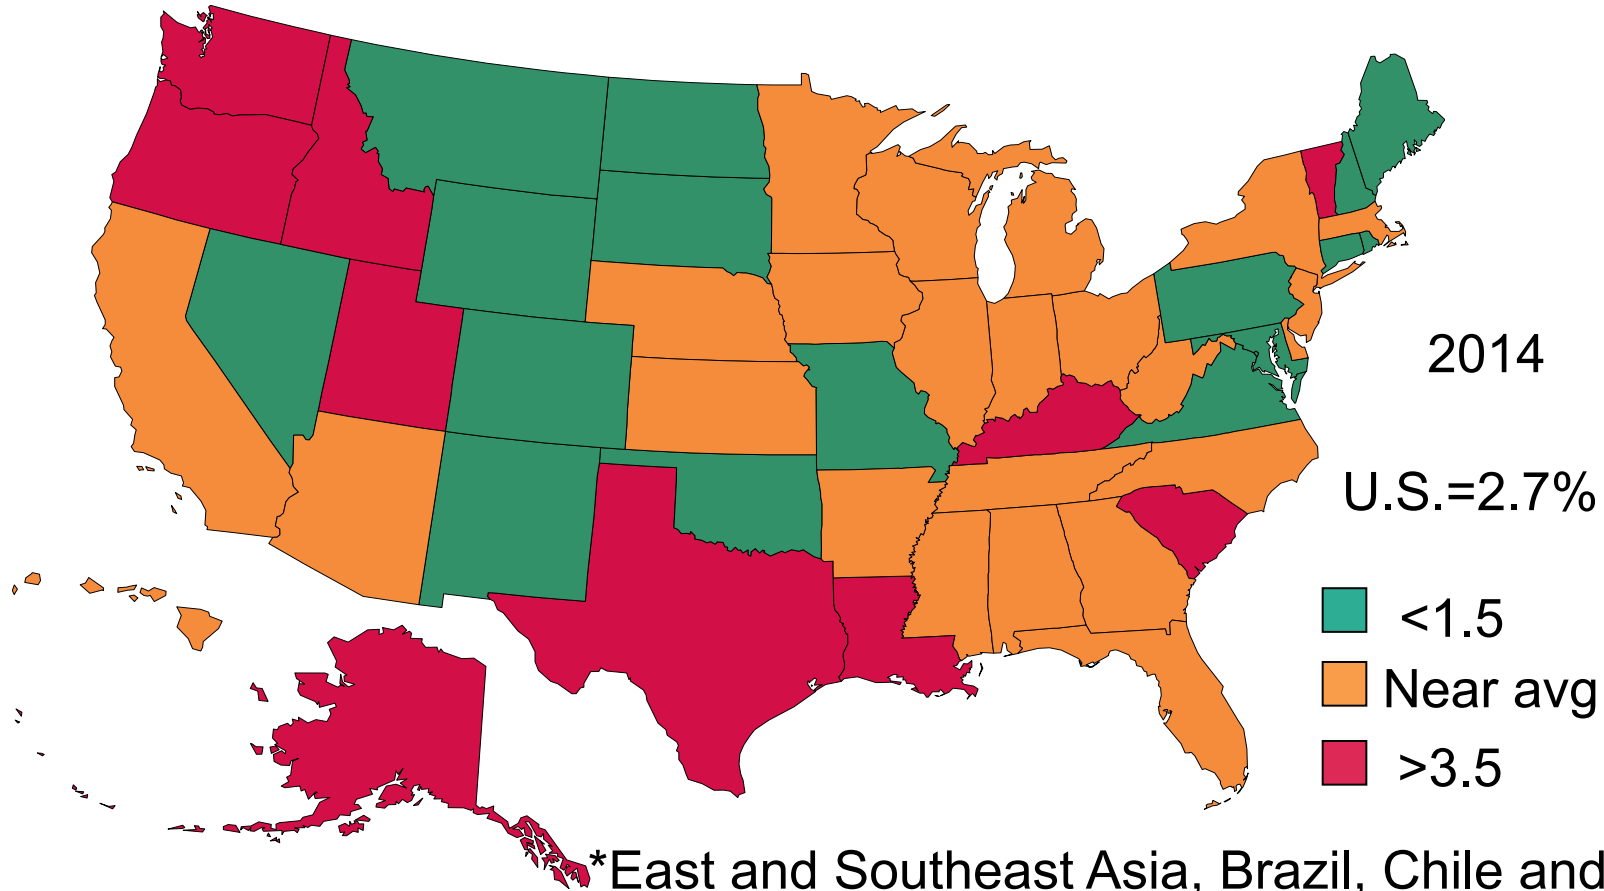 2014
U.S.=2.7%
<1.5
Near avg
>3.5
*East and Southeast Asia, Brazil, Chile and